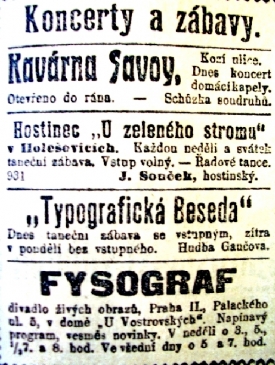 Koncerty a zábavy.
Kavárna Savoy, Kozí ulice.
Dnes koncert
domácí kapely.
Otevřeno do rána. — Schůzka soudruhů.
Hostinec „U zeleného stromu“
v Holešovicích. Každou neděli a svátek
taneční zábava. Vstup volný. — Řadové tance.
931 J. Souček, hostinský.
„Typografická Beseda“
Dnes taneční zábava se vstupným, zítra
v pondělí bez vstupného. Hudba Gaučova.
FYSOGRAF
divadlo živých obrazů, Praha II., Palackého
ul. 5, v domě „U Vostrovských“. Napínavý
program, vesměs novinky. V neděli o 3., 5.,
7. a 8. hod. Ve všední dny o 5 a 7. hod.